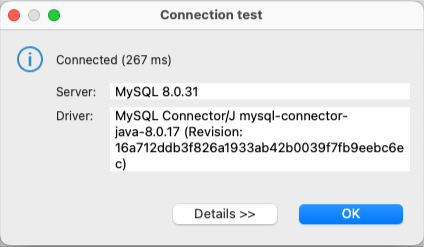 Connection test
Connected (267 ms)
Server: MySQL 8.0.31
Driver: MySQL Connector/J mysql-connector-
java-8.0.17 (Revision:
16a712ddb3f826a1933ab42b0039f7fb9eebc6e
c)
Details >>
OK